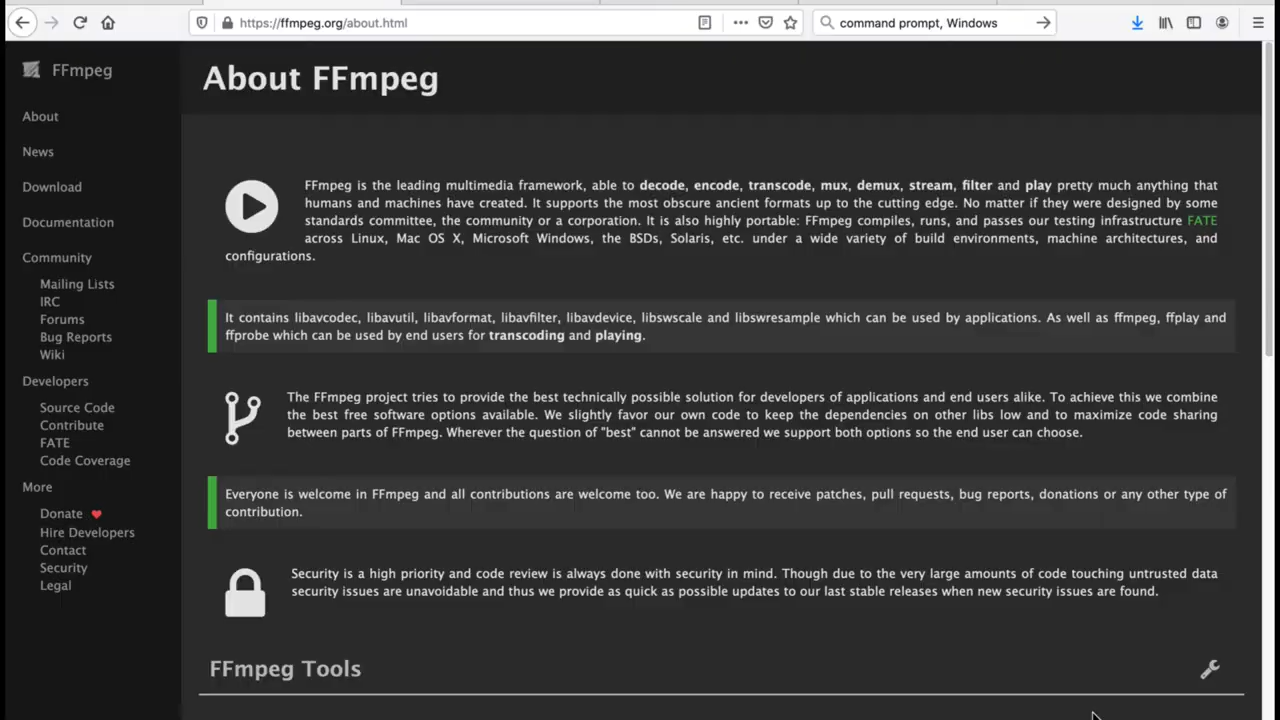 https://ffmpeg.org/about.html
command prompt, Windows
FFmpeg
About
News
Download
Documentation
Community
Mailing Lists
IRC
Forums
Bug Reports
Wiki
Developers
Source Code
Contribute
FATE
Code Coverage
More
Donate
Hire Developers
Contact
Security
Legal
About FFmpeg
FFmpeg is the leading multimedia framework, able to decode, encode, transcode, mux, demux, stream, filter and play pretty much anything that
humans and machines have created. It supports the most obscure ancient formats up to the cutting edge. No matter if they were designed by some
standards committee, the community or a corporation. It is also highly portable: FFmpeg compiles, runs, and passes our testing infrastructure FATE
across Linux, Mac OS X, Microsoft Windows, the BSDs, Solaris, etc. under a wide variety of build environments, machine architectures, and
configurations.
It contains libavcodec, libavutil, libavformat, libavfilter, libavdevice, libswscale and libswresample which can be used by applications. As well as ffmpeg, ffplay and
ffprobe which can be used by end users for transcoding and playing.
The FFmpeg project tries to provide the best technically possible solution for developers of applications and end users alike. To achieve this we combine
the best free software options available. We slightly favor our own code to keep the dependencies on other libs low and to maximize code sharing
between parts of FFmpeg. Wherever the question of "best" cannot be answered we support both options so the end user can choose.
Everyone is welcome in FFmpeg and all contributions are welcome too. We are happy to receive patches, pull requests, bug reports, donations or any other type of
contribution.
Security is a high priority and code review is always done with security in mind. Though due to the very large amounts of code touching untrusted data
security issues are unavoidable and thus we provide as quick as possible updates to our last stable releases when new security issues are found.
FFmpeg Tools